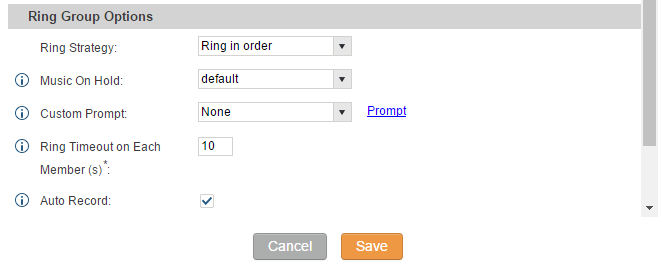 Ring Group Options
Ring Strategy: Ring in order
Music On Hold: default
Custom Prompt: None Prompt
Ring Timeout on Each 10
Member (s)*:
Auto Record:
Cancel Save